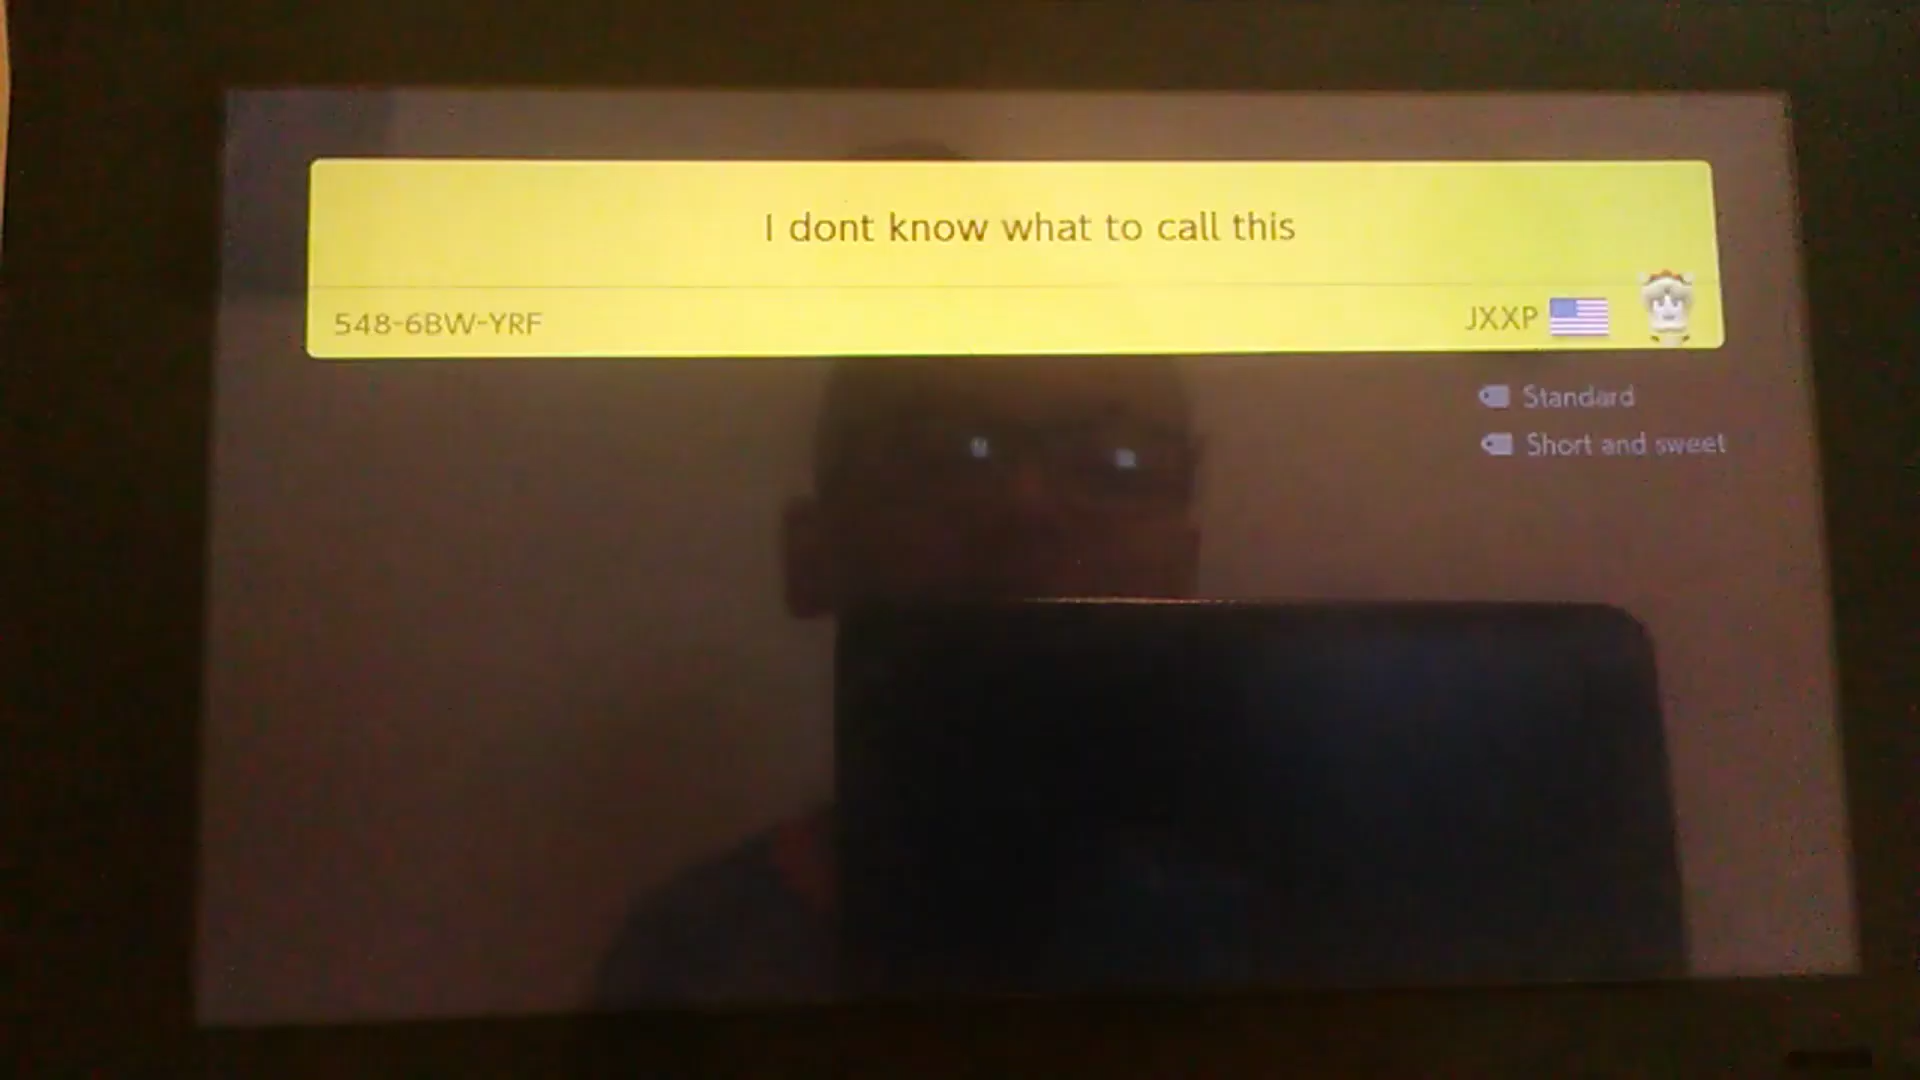 I dont know what to call this
548-6BW-YRF
JXXP
Standard
Short and sweet